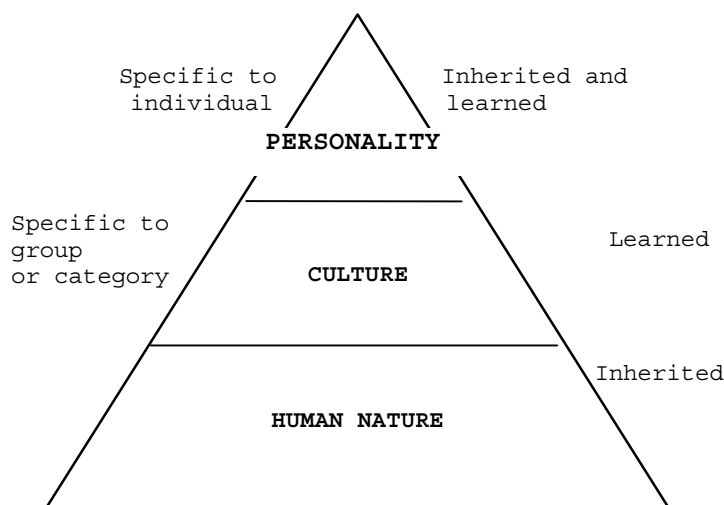 Specific to
individual
Inherited and
learned
PERSONALITY
Specific to
group
or category
Learned
CULTURE
Inherited
HUMAN NATURE